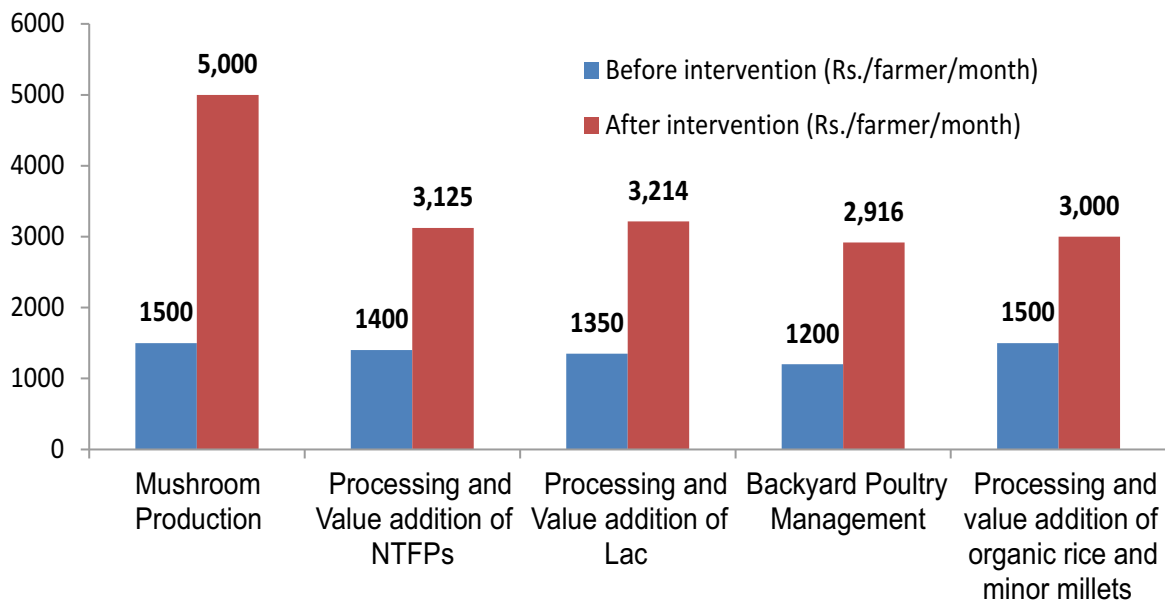 6000
5000
4000
3000
2000
1000
0
Before intervention (Rs./farmer/month)
After intervention (Rs./farmer/month)
1500
5,000
1400
3,125
1350
3,214
1200
2,916
1500
3,000
Mushroom
Production
Processing and
Value addition of
NTFPs
Processing and
Value addition of
Lac
Backyard Poultry
Management
Processing and
value addition of
organic rice and
minor millets